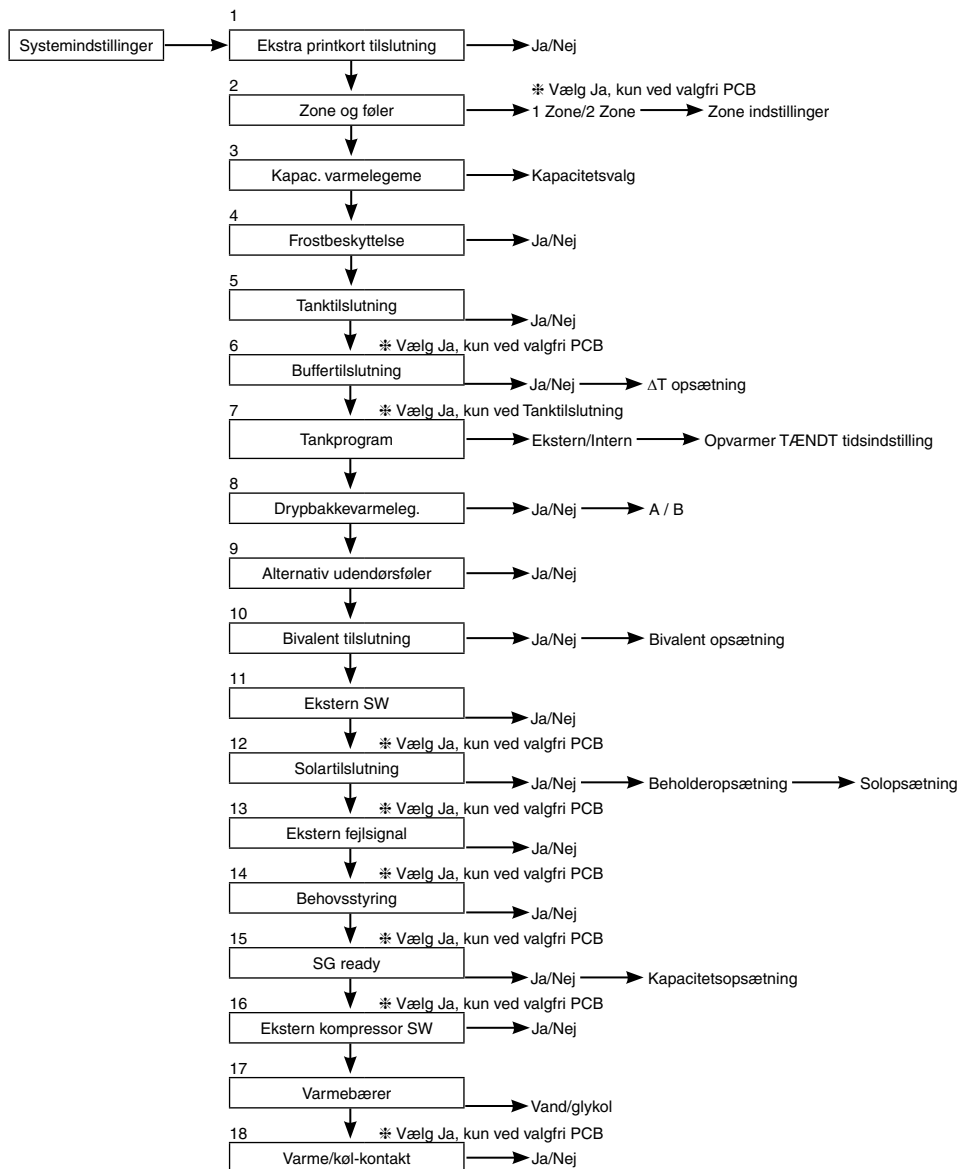 1
Systemindstillinger Ekstra printkort tilslutning Ja/Nej
❈ Vælg Ja, kun ved valgfri PCB
2
Zone og føler 1 Zone/2 Zone Zone indstillinger
3
Kapac. varmelegeme Kapacitetsvalg
4
Frostbeskyttelse Ja/Nej
5
Tanktilslutning Ja/Nej
6 ❈ Vælg Ja, kun ved valgfri PCB
Buffertilslutning Ja/Nej ΔT opsætning
7 ❈ Vælg Ja, kun ved Tanktilslutning
Tankprogram Ekstern/Intern Opvarmer TÆNDT tidsindstilling
8
Drypbakkevarmeleg. Ja/Nej A / B
9
Alternativ udendørsføler Ja/Nej
10
Bivalent tilslutning Ja/Nej Bivalent opsætning
11
Ekstern SW Ja/Nej
12 ❈ Vælg Ja, kun ved valgfri PCB
Solartilslutning Ja/Nej Beholderopsætning Solopsætning
13 ❈ Vælg Ja, kun ved valgfri PCB
Ekstern fejlsignal Ja/Nej
14 ❈ Vælg Ja, kun ved valgfri PCB
Behovsstyring Ja/Nej
15 ❈ Vælg Ja, kun ved valgfri PCB
SG ready Ja/Nej Kapacitetsopsætning
16 ❈ Vælg Ja, kun ved valgfri PCB
Ekstern kompressor SW Ja/Nej
17
Varmebærer Vand/glykol
18 ❈ Vælg Ja, kun ved valgfri PCB
Varme/køl-kontakt Ja/Nej